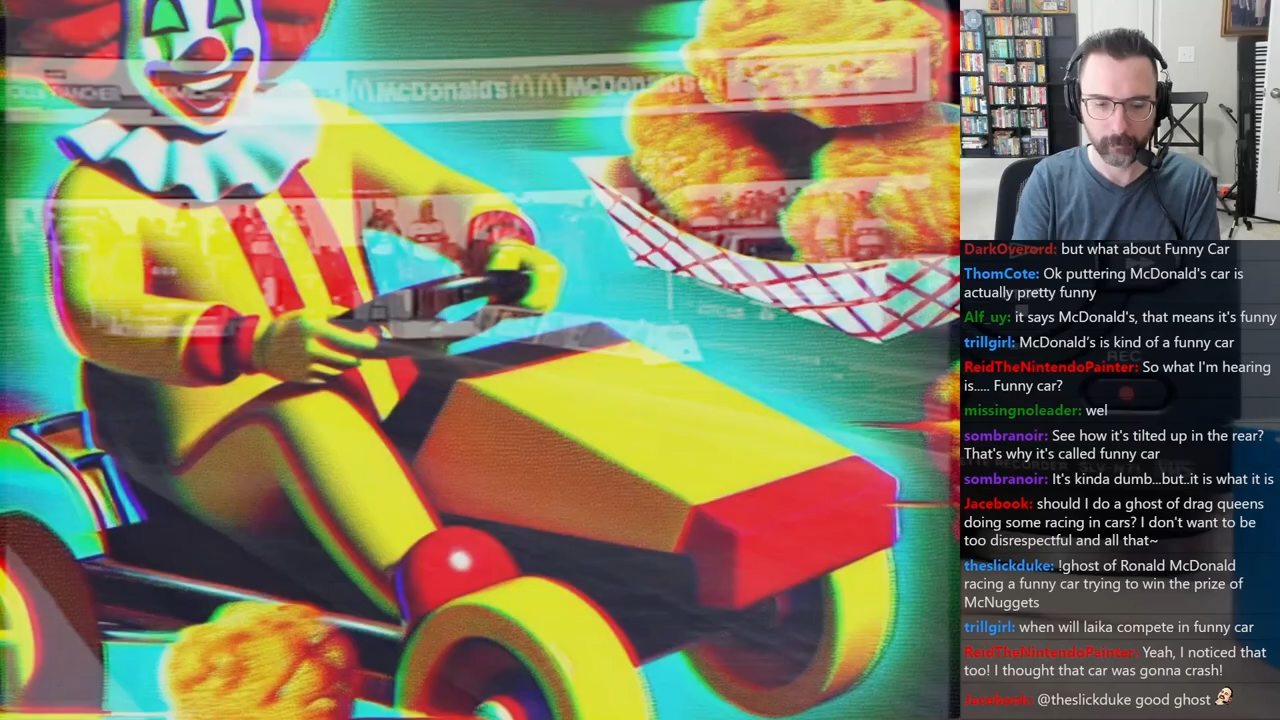 McDonald's McDonald's
DarkOverord: but what about Funny Car
ThomCote: Ok puttering McDonald's car is
actually pretty funny
Alf_uy: it says McDonald's, that means it's funny
trillgirl: McDonald's is kind of a funny car
ReidTheNintendoPainter: So what I'm hearing
is..... Funny car?
REC
missingnoleader: wel
sombranoir: See how it's tilted up in the rear?
That's why it's called funny car
sombranoir: It's kinda dumb...but..it is what it is
Jacebook: should I do a ghost of drag queens
doing some racing in cars? I don't want to be
too disrespectful and all that~
theslickduke: !ghost of Ronald McDonald
racing a funny car trying to win the prize of
McNuggets
trillgirl: when will laika compete in funny car
ReidTheNintendoPainter: Yeah, I noticed that
too! I thought that car was gonna crash!
Jacebook: @theslickduke good ghost